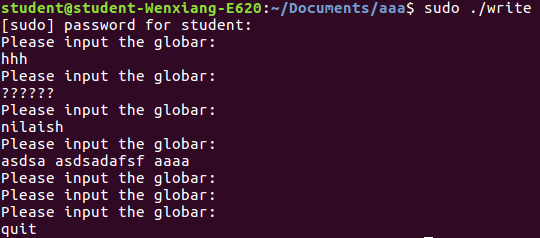 student@student-Wenxiang-E620:~/Documents/aaa$ sudo ./write
[sudo] password for student:
Please input the globar:
hhh
Please input the globar:
??????
Please input the globar:
nilaish
Please input the globar:
asdsa asdsadafsf aaaa
Please input the globar:
Please input the globar:
Please input the globar:
quit